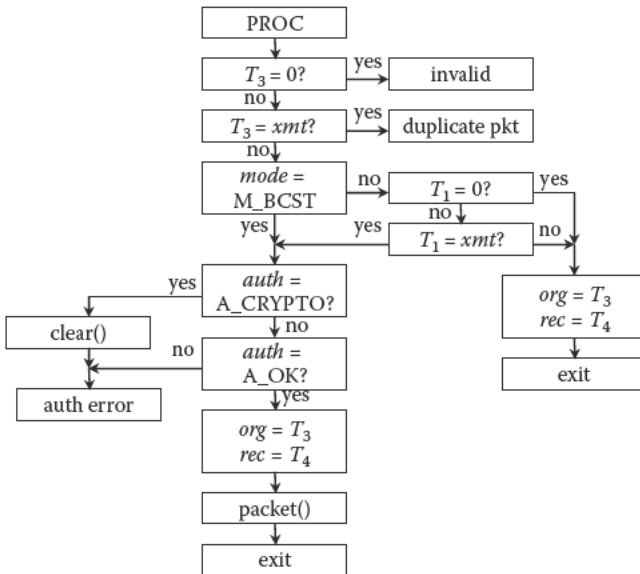 PROC
T3 = 0?
yes
invalid
no
T3 = xmt?
yes
duplicate pkt
no
mode =
M_BCST
no
T1 = 0?
yes
no
yes
yes
T1 = xmt?
no
auth =
A_CRYPTO?
yes
org = T3
rec = T4
clear()
no
auth =
A_OK?
no
exit
auth error
yes
org = T3
rec = T4
packet()
exit